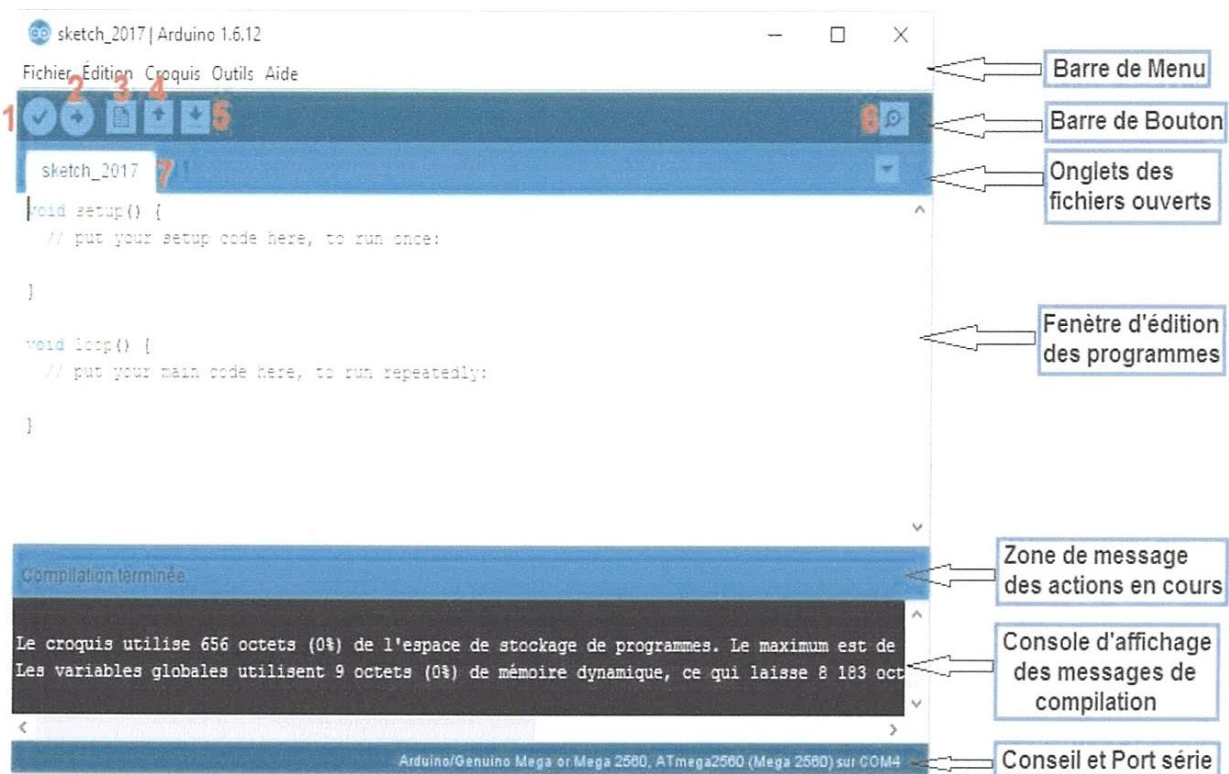 sketch_2017 | Arduino 1.6.12
Fichier Édition Croquis Outils Aide
Barre de Menu
1 2 3 4 5 6
Barre de Bouton
sketch_2017 7
Onglets des
fichiers ouverts
void setup() {
// put your setup code here, to run once:
}
void loop() {
// put your main code here, to run repeatedly:
}
Fenètre d'édition
des programmes
Compilation terminée.
Zone de message
des actions en cours
Le croquis utilise 656 octets (0%) de l'espace de stockage de programmes. Le maximum est de
Les variables globales utilisent 9 octets (0%) de mémoire dynamique, ce qui laisse 8 183 oct
Console d'affichage
des messages de
compilation
Arduino/Genuino Mega or Mega 2560, ATmega2560 (Mega 2560) sur COM4
Conseil et Port série